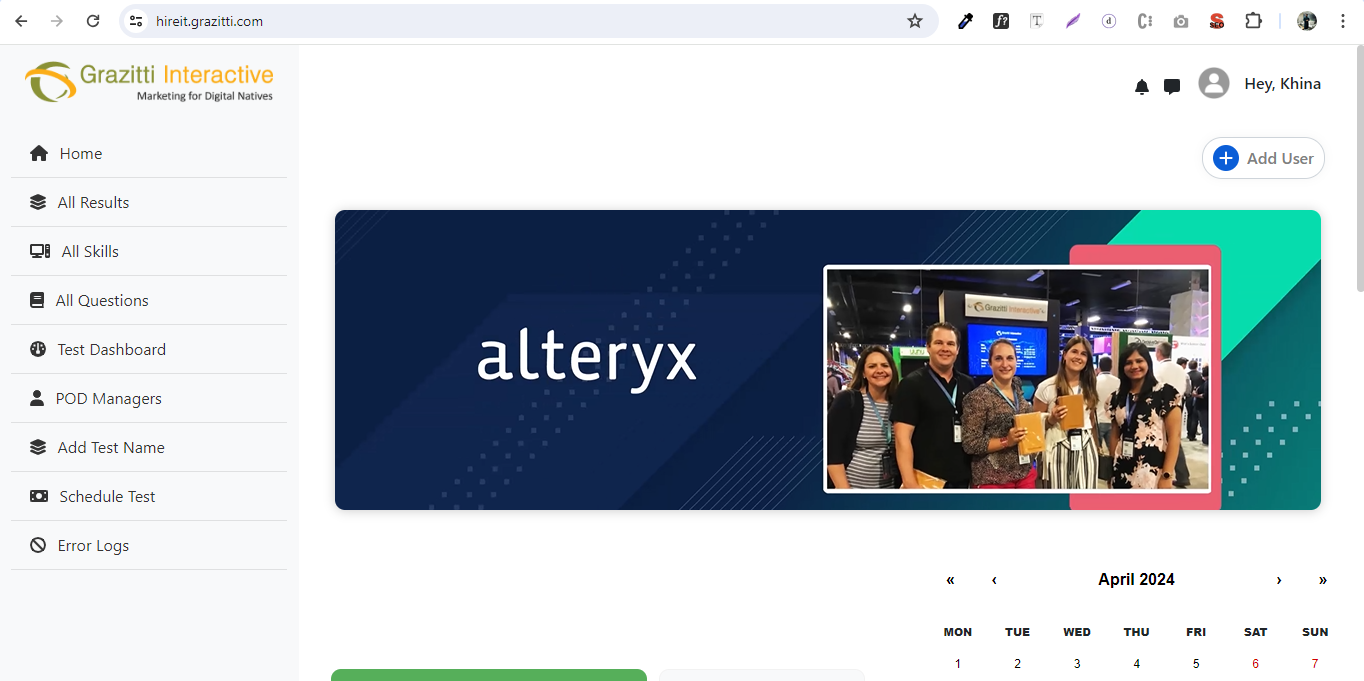 hireit.grazitti.com
Grazitti Interactive
Marketing for Digital Natives
Hey, Khina
Add User
Home
All Results
All Skills
All Questions
Test Dashboard
POD Managers
Add Test Name
Schedule Test
Error Logs
alteryx
Grazitti Interactive
« ‹ April 2024 › »
MON TUE WED THU FRI SAT SUN
1 2 3 4 5 6 7